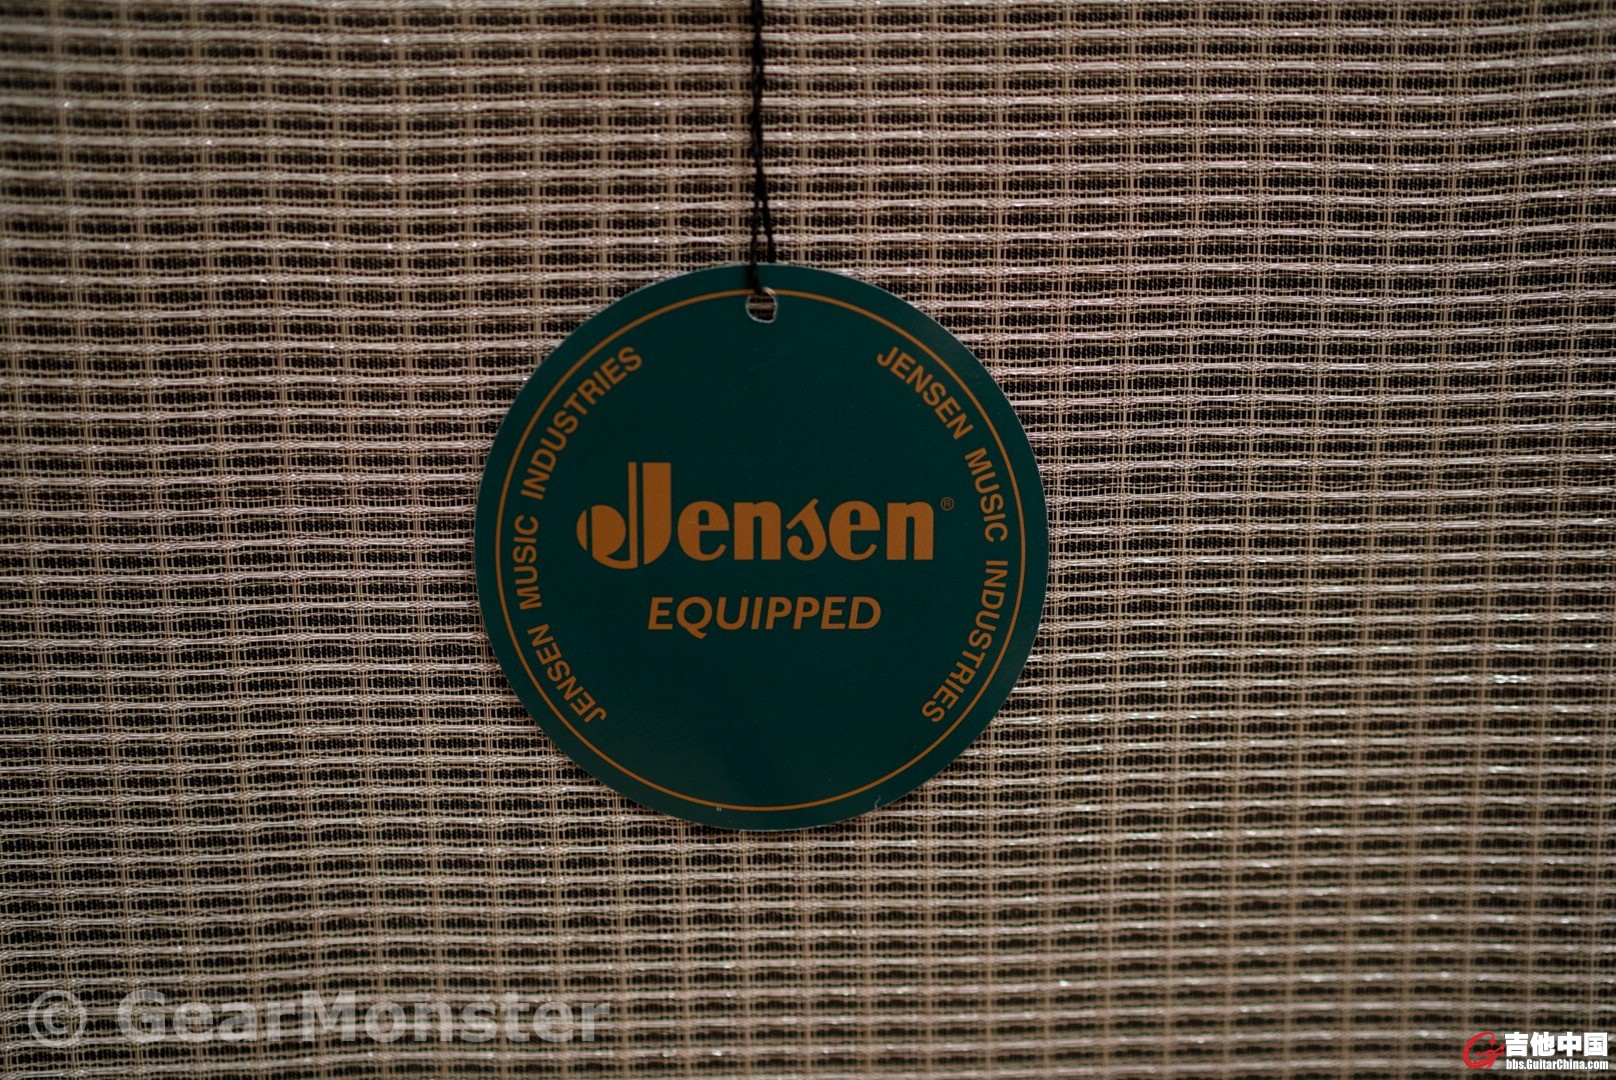 JENSEN MUSIC INDUSTRIES
JENSEN MUSIC INDUSTRIES
Jensen®
EQUIPPED
© GearMonster
吉他中国
bbs.GuitarChina.com